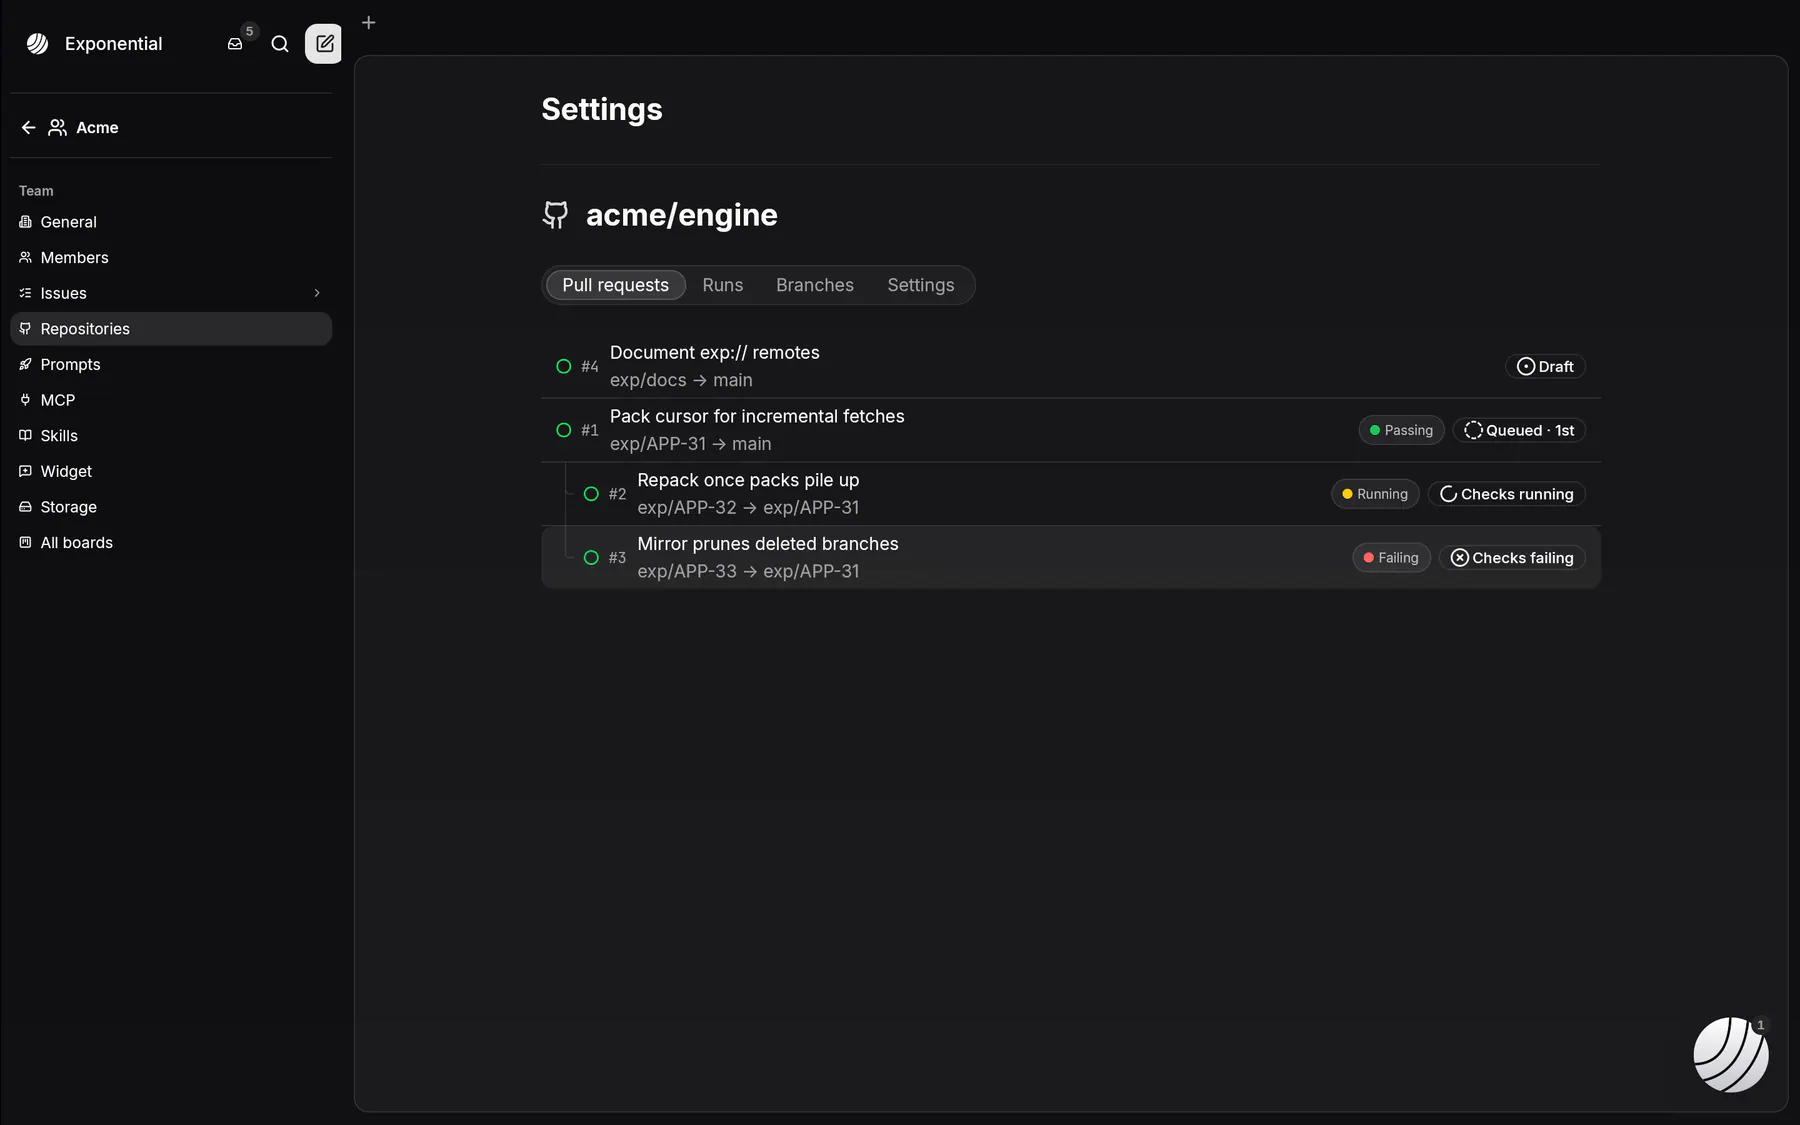 Exponential
5
Acme
Team
General
Members
Issues
Repositories
Prompts
MCP
Skills
Widget
Storage
All boards
Settings
acme/engine
Pull requests
Runs
Branches
Settings
#4
Document exp:// remotes
exp/docs → main
Draft
#1
Pack cursor for incremental fetches
exp/APP-31 → main
Passing
Queued · 1st
#2
Repack once packs pile up
exp/APP-32 → exp/APP-31
Running
Checks running
#3
Mirror prunes deleted branches
exp/APP-33 → exp/APP-31
Failing
Checks failing
1